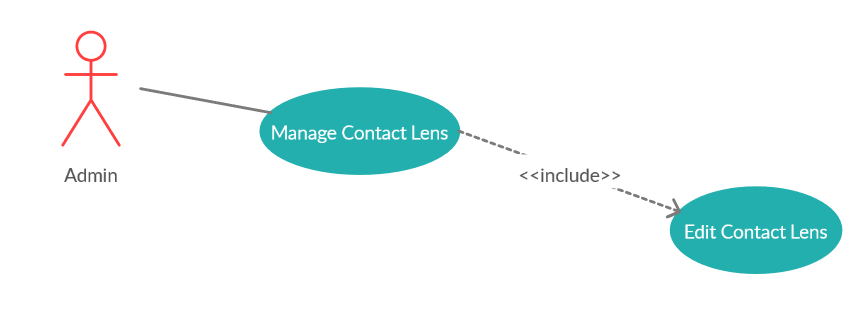 Manage Contact Lens
Admin
<<include>>
Edit Contact Lens